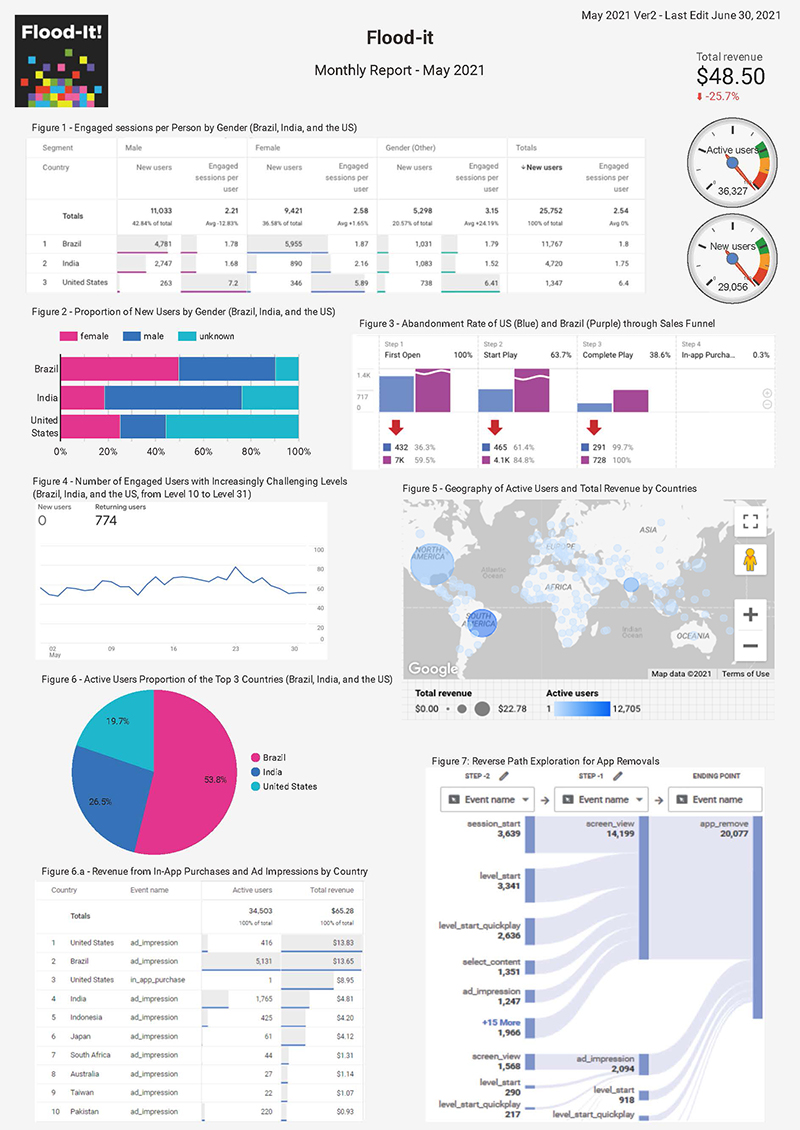 May 2021 Ver2 - Last Edit June 30, 2021
Flood-It!
Flood-it
Monthly Report - May 2021
Total revenue
$48.50
-25.7%
Active users
36,327
New users
29,056
Figure 1 - Engaged sessions per Person by Gender (Brazil, India, and the US)
Segment Male Female Gender (Other) Totals
Country New users Engaged sessions per user New users Engaged sessions per user New users Engaged sessions per user ↓New users Engaged sessions per user
Totals 11,033 2.21 9,421 2.58 5,298 3.15 25,752 2.54
42.84% of total Avg -12.83% 36.58% of total Avg +1.65% 20.57% of total Avg +24.19% 100% of total Avg 0%
1 Brazil 4,781 1.78 5,955 1.87 1,031 1.79 11,767 1.8
2 India 2,747 1.68 890 2.16 1,083 1.52 4,720 1.75
3 United States 263 7.2 346 5.89 738 6.41 1,347 6.4
Figure 2 - Proportion of New Users by Gender (Brazil, India, and the US)
female male unknown
Brazil
India
United States
0% 20% 40% 60% 80% 100%
Figure 3 - Abandonment Rate of US (Blue) and Brazil (Purple) through Sales Funnel
Step 1 Step 2 Step 3 Step 4
First Open 100% Start Play 63.7% Complete Play 38.6% In-app Purcha... 0.3%
1.4K
717
0
432 36.3% 465 61.4% 291 99.7%
7K 59.5% 4.1K 84.8% 728 100%
Figure 4 - Number of Engaged Users with Increasingly Challenging Levels
(Brazil, India, and the US, from Level 10 to Level 31)
New users Returning users
0 774
100
80
60
40
20
0
02 09 16 23 30
May
Figure 5 - Geography of Active Users and Total Revenue by Countries
NORTH AMERICA
SOUTH AMERICA
Atlantic Ocean
EUROPE
AFRICA
ASIA
Indian Ocean
OCEANIA
Google
Map data ©2021 Terms of Use
Total revenue Active users
$0.00 $22.78 1 12,705
Figure 6 - Active Users Proportion of the Top 3 Countries (Brazil, India, and the US)
19.7%
53.8%
26.5%
Brazil
India
United States
Figure 6.a - Revenue from In-App Purchases and Ad Impressions by Country
Country Event name Active users Total revenue
Totals 34,503 $65.28
100% of total 100% of total
1 United States ad_impression 416 $13.83
2 Brazil ad_impression 5,131 $13.65
3 United States in_app_purchase 1 $8.95
4 India ad_impression 1,765 $4.81
5 Indonesia ad_impression 425 $4.20
6 Japan ad_impression 61 $4.12
7 South Africa ad_impression 44 $1.31
8 Australia ad_impression 27 $1.14
9 Taiwan ad_impression 22 $1.07
10 Pakistan ad_impression 220 $0.93
Figure 7: Reverse Path Exploration for App Removals
STEP -2 STEP -1 ENDING POINT
Event name Event name Event name
session_start screen_view app_remove
3,639 14,199 20,077
level_start
3,341
level_start_quickplay
2,636
select_content
1,351
ad_impression
1,247
+15 More
1,966
screen_view ad_impression
1,568 2,094
level_start
290
level_start
918
level_start_quickplay
217
level_start_quickplay